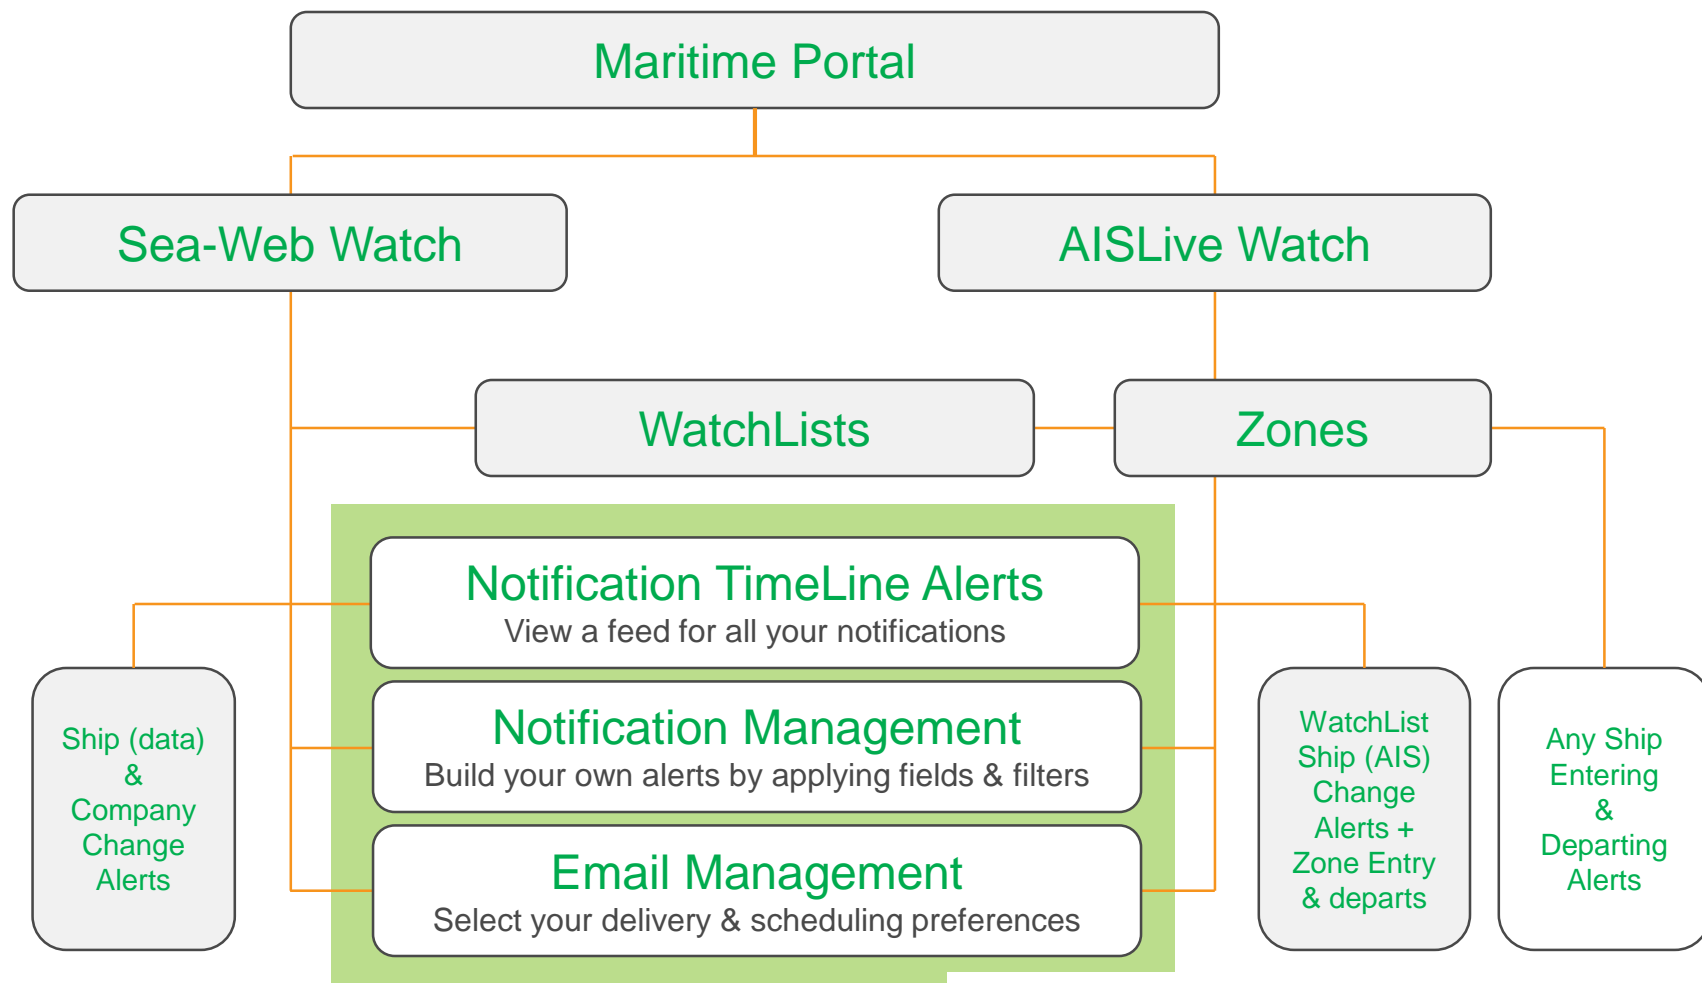 Maritime Portal
Sea-Web Watch
AISLive Watch
WatchLists
Zones
Notification TimeLine Alerts
View a feed for all your notifications
Notification Management
Build your own alerts by applying fields & filters
Email Management
Select your delivery & scheduling preferences
Ship (data)
&
Company
Change
Alerts
WatchList
Ship (AIS)
Change
Alerts +
Zone Entry
& departs
Any Ship
Entering
&
Departing
Alerts